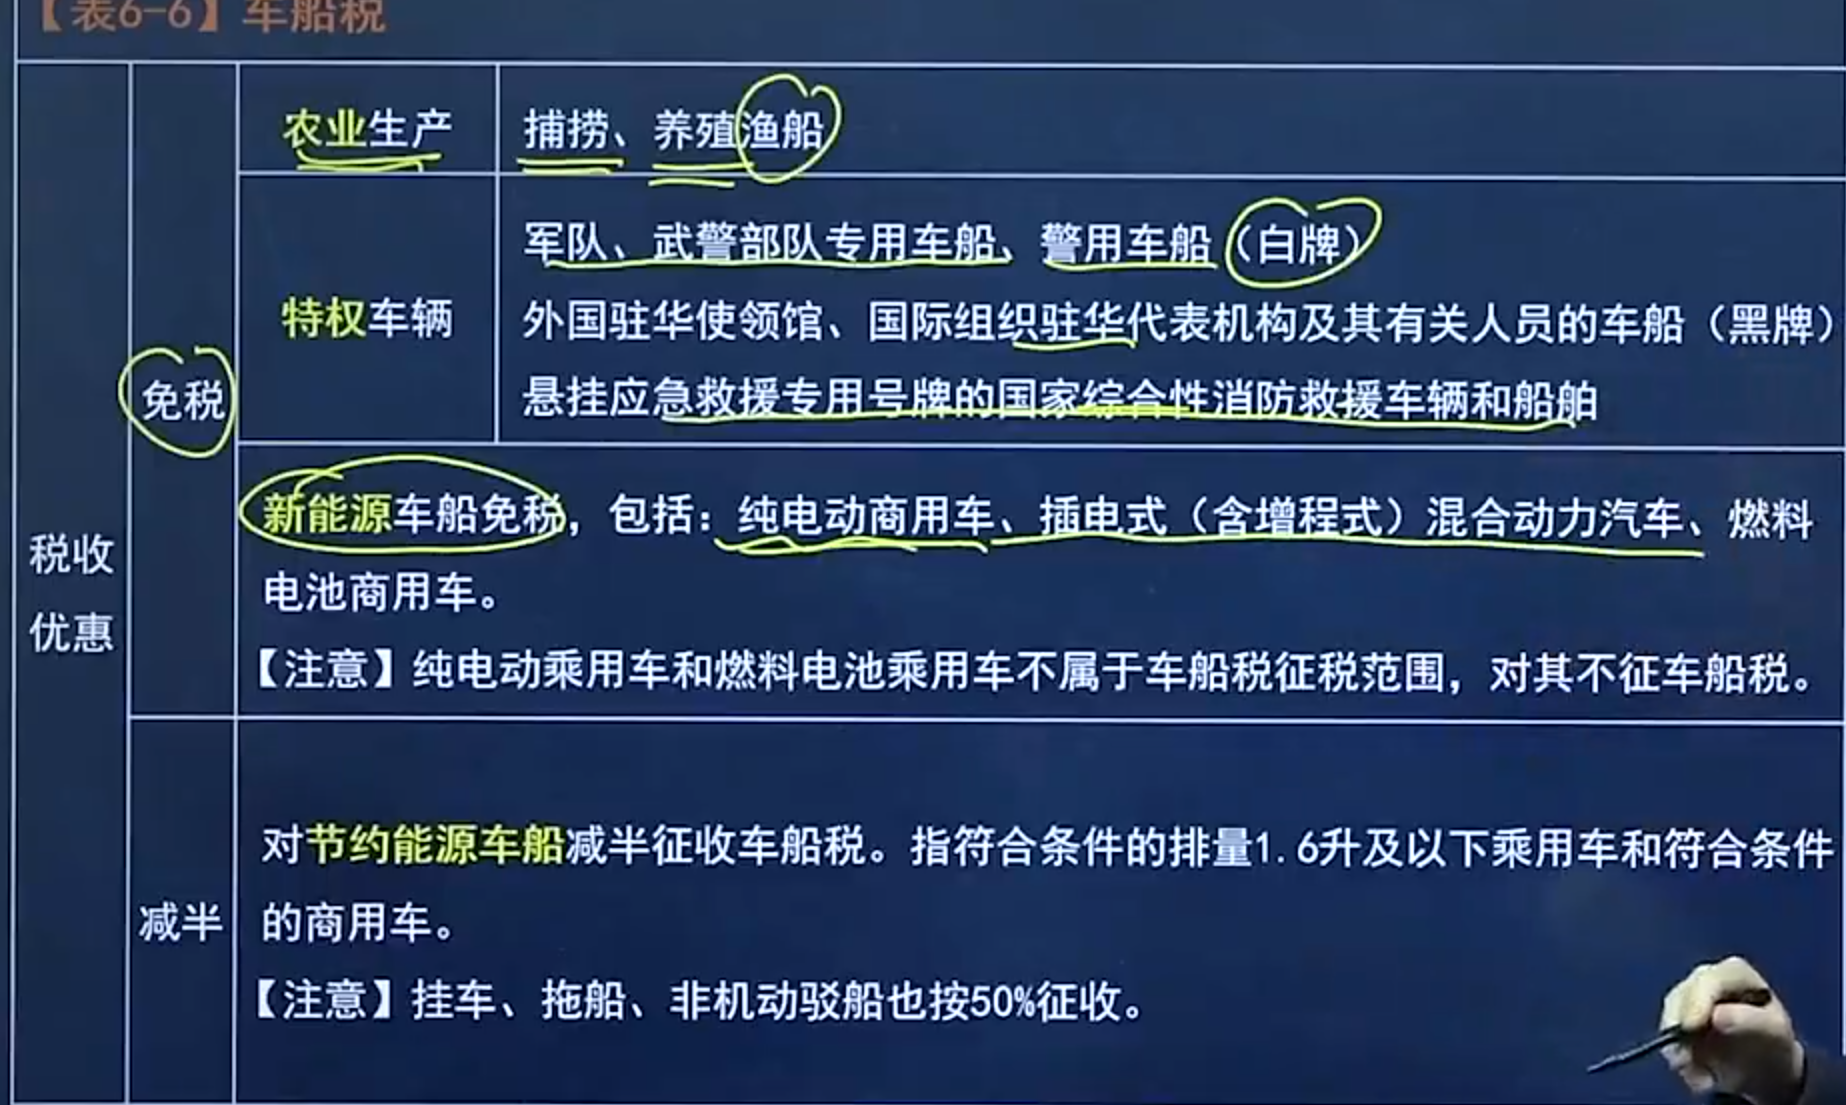 【表6-6】车船税
税收
优惠
免税
农业生产
捕捞、养殖渔船
特权车辆
军队、武警部队专用车船、警用车船（白牌）
外国驻华使领馆、国际组织驻华代表机构及其有关人员的车船（黑牌）
悬挂应急救援专用号牌的国家综合性消防救援车辆和船舶
新能源车船免税，包括：纯电动商用车、插电式（含增程式）混合动力汽车、燃料
电池商用车。
【注意】纯电动乘用车和燃料电池乘用车不属于车船税征税范围，对其不征车船税。
减半
对节约能源车船减半征收车船税。指符合条件的排量1.6升及以下乘用车和符合条件
的商用车。
【注意】挂车、拖船、非机动驳船也按50%征收。